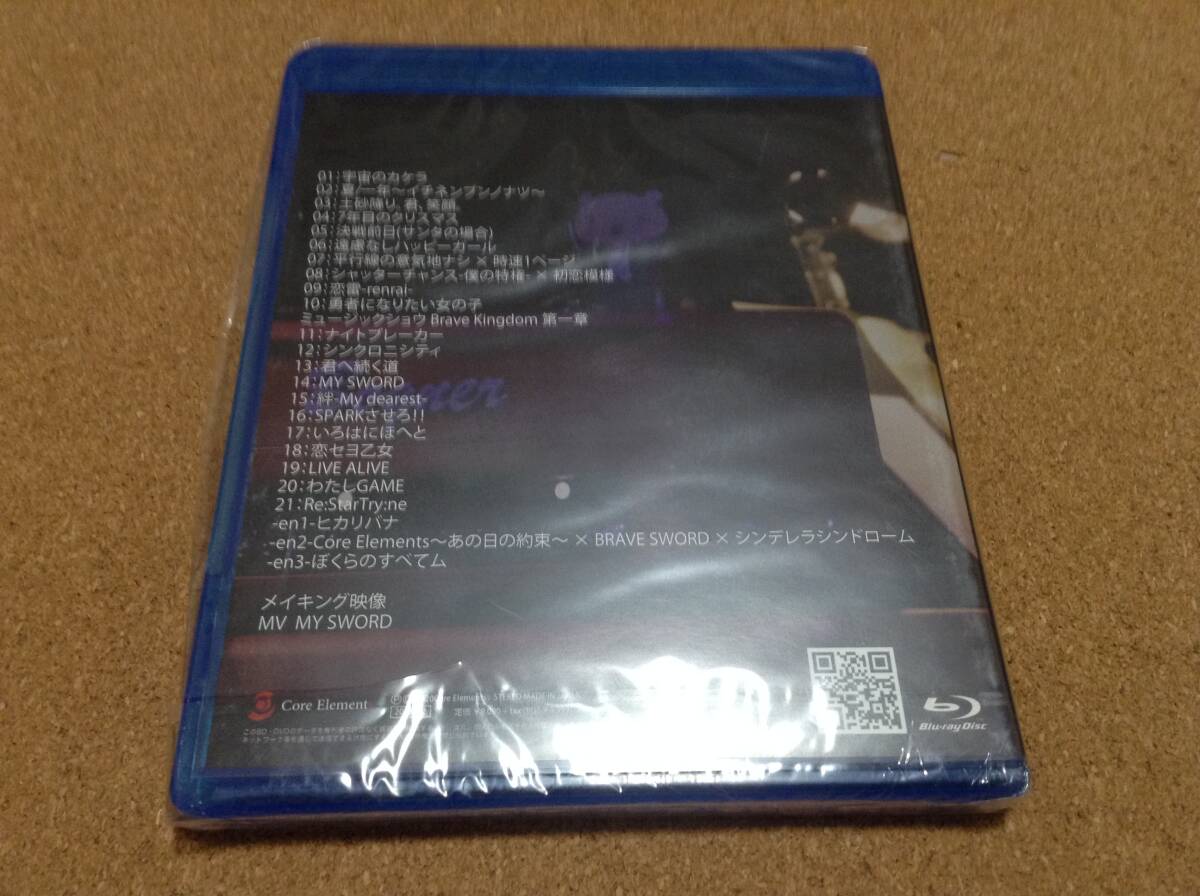 01:宇宙のカケラ
02:夏/一年～イチネンブンノナツ～
03:土砂降り、君、笑顔。
04:7年目のクリスマス
05:決戦前日(サンタの場合)
06:遠慮なしハッピーガール
07:平行線の意気地ナシ × 時速1ページ
08:シャッターチャンス-僕の特権- × 初恋模様
09:恋雷-renrai-
10:勇者になりたい女の子
ミュージックショウ Brave Kingdom 第一章
11:ナイトブレーカー
12:シンクロニシティ
13:君へ続く道
14:MY SWORD
15:絆-My dearest-
16:SPARKさせろ!!
17:いろはにほへと
18:恋セヨ乙女
19:LIVE ALIVE
20:わたしGAME
21:Re:StarTry:ne
-en1-ヒカリバナ
-en2-Core Elements～あの日の約束～ × BRAVE SWORD × シンデレラシンドローム
-en3-ぼくらのすべてム
メイキング映像
MV MY SWORD
Core Element
Core Elements STEREO MADE IN
定価
Blu-ray Disc